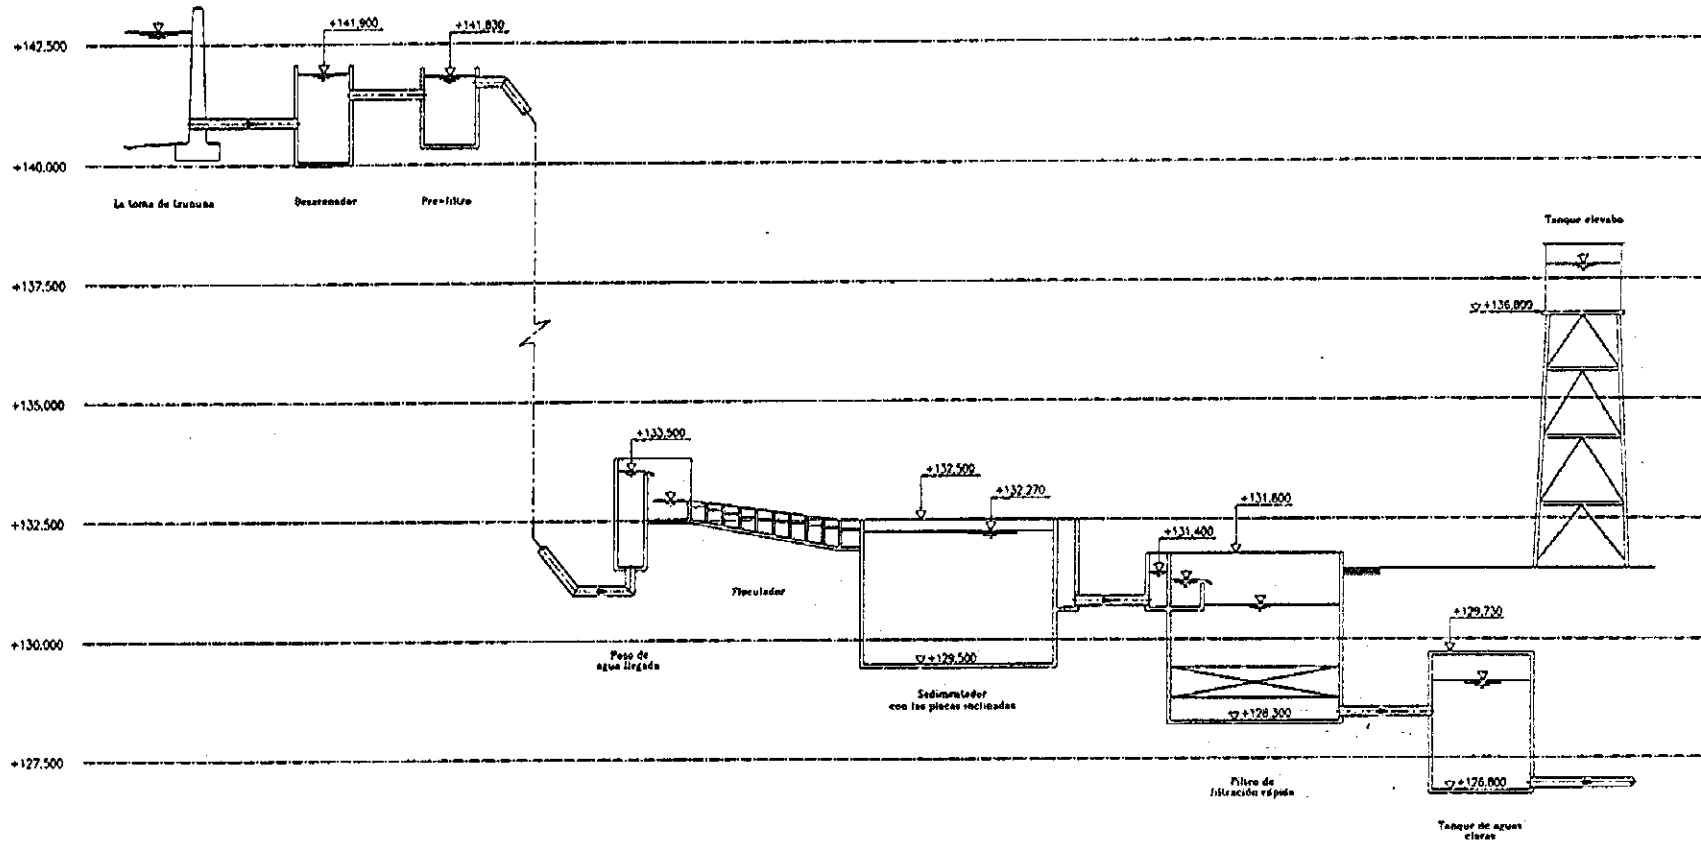 +141,900
+141,830
+142.500
+140.000
La toma de
Desarenador
Pre-filtro
Tanque elevabo
+137.500
+136,800
+135,000
+133,500
+132,500
+132,270
+131,800
+131,400
+132.500
Floculador
+129,730
+130.000
Poso de
agua llegada
+129,500
Sedimentador
con las placas inclinadas
+128,300
+127.500
Filtro de
filtración rápida
+126,800
Tanque de aguas
claras